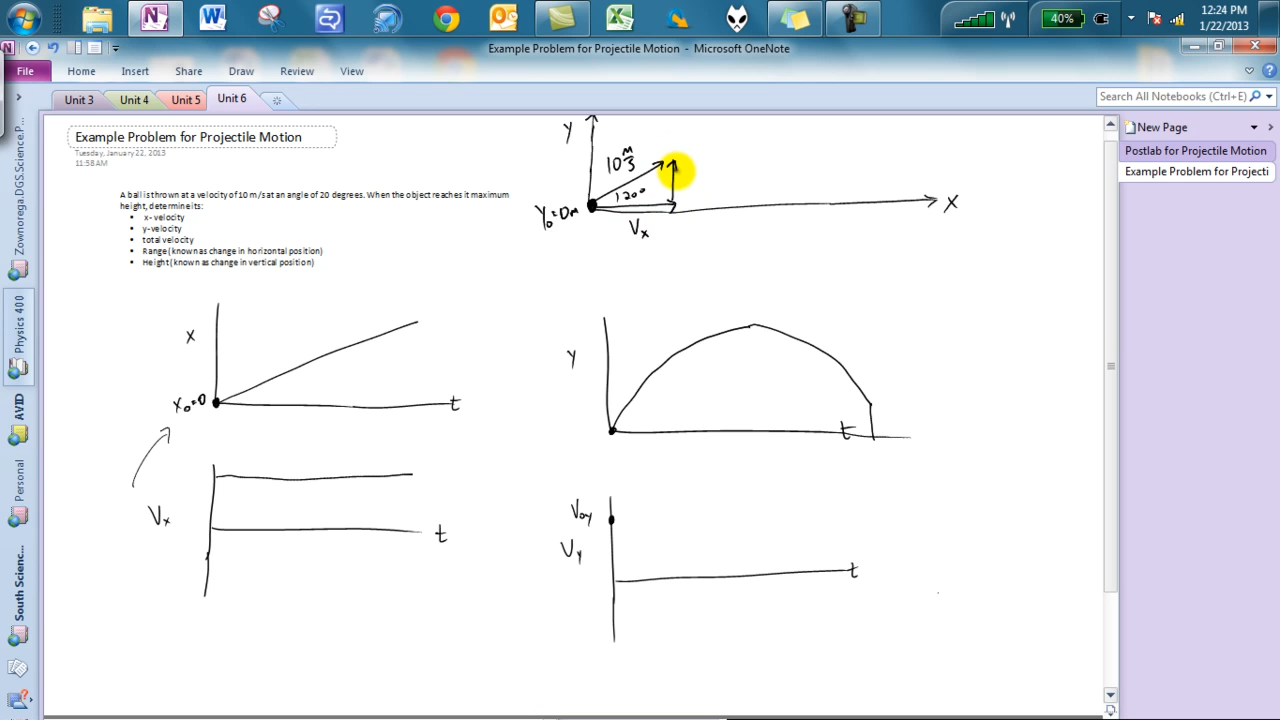 12:24 PM
40%
1/22/2013
Example Problem for Projectile Motion - Microsoft OneNote
File Home Insert Share Draw Review View
Unit 3 Unit 4 Unit 5 Unit 6
Search All Notebooks (Ctrl+E)
New Page
Postlab for Projectile Motion
Example Problem for Projecti
Zownorega.DGS.Science.P...
Physics 400
AVID
Personal
South Scienc...
Example Problem for Projectile Motion
Tuesday, January 22, 2013
11:58 AM
A ball is thrown at a velocity of 10 m/s at an angle of 20 degrees. When the object reaches it maximum
height, determine its:
• x- velocity
• y-velocity
• total velocity
• Range (known as change in horizontal position)
• Height (known as change in vertical position)
Y
10 m/s
20°
Y₀=0m
Vx
X
X
X₀=0
t
Y
t
Vx
t
Voy
Vy
t